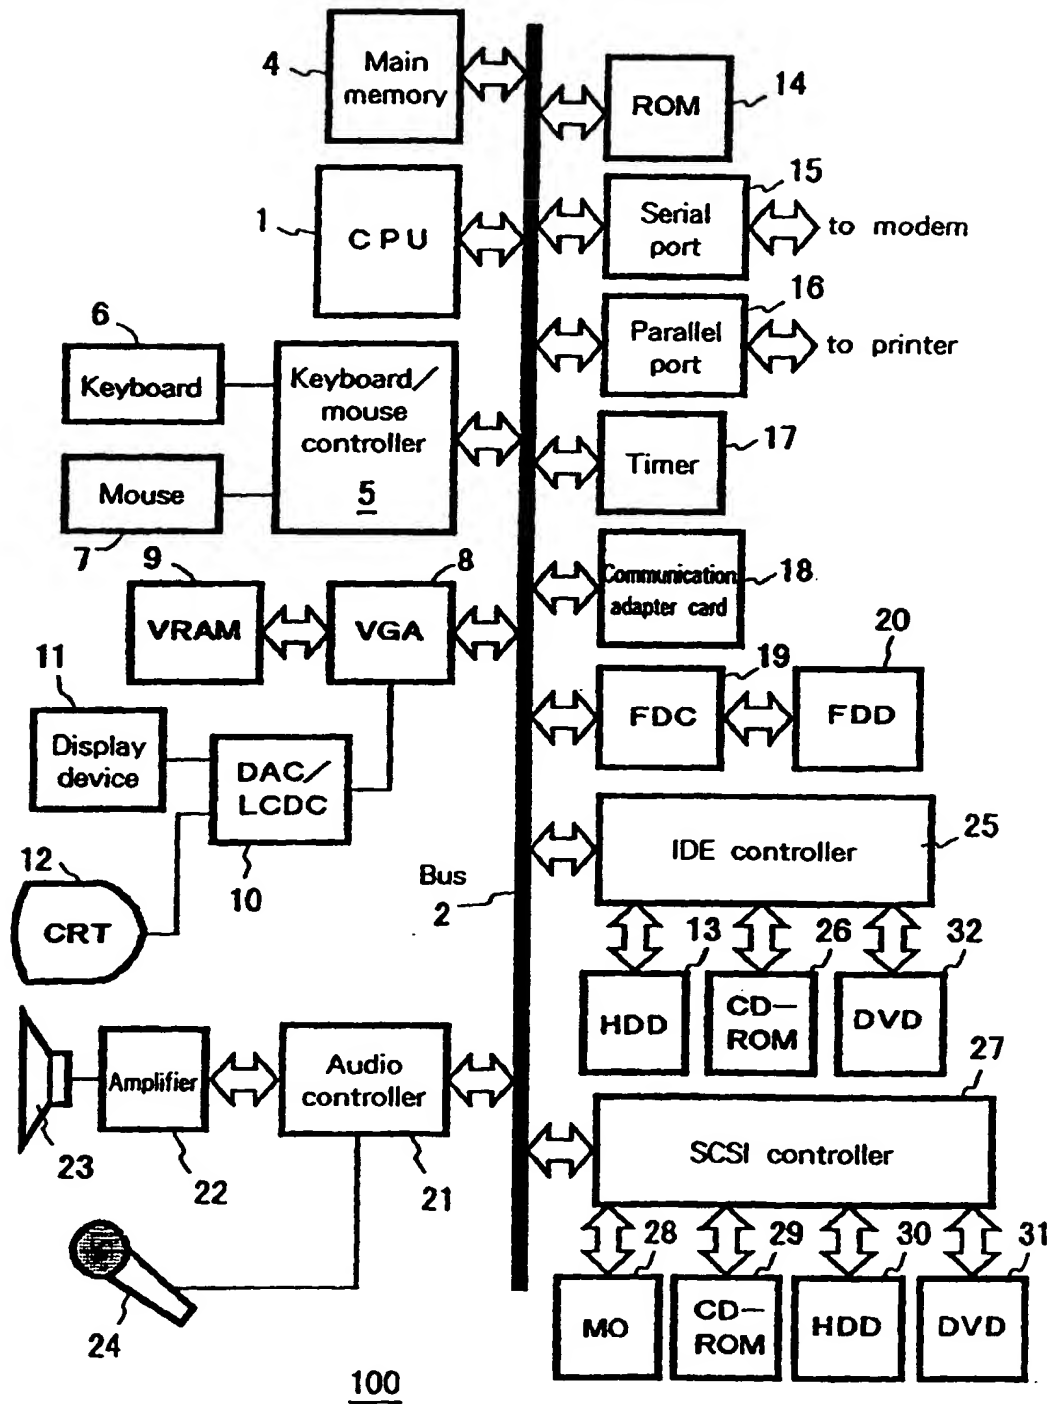 4
Main
memory
ROM
14
1
CPU
15
Serial
port
to modem
16
Parallel
port
to printer
6
Keyboard
Keyboard/
mouse
controller
5
Mouse
7
17
Timer
Communication
adapter card
18
9
VRAM
8
VGA
11
Display
device
DAC/
LCDC
10
19
FDC
20
FDD
IDE controller
25
12
CRT
Bus
2
13
HDD
26
CD-
ROM
32
DVD
23
Amplifier
22
Audio
controller
21
27
SCSI controller
24
28
MO
29
CD-
ROM
30
HDD
31
DVD
100